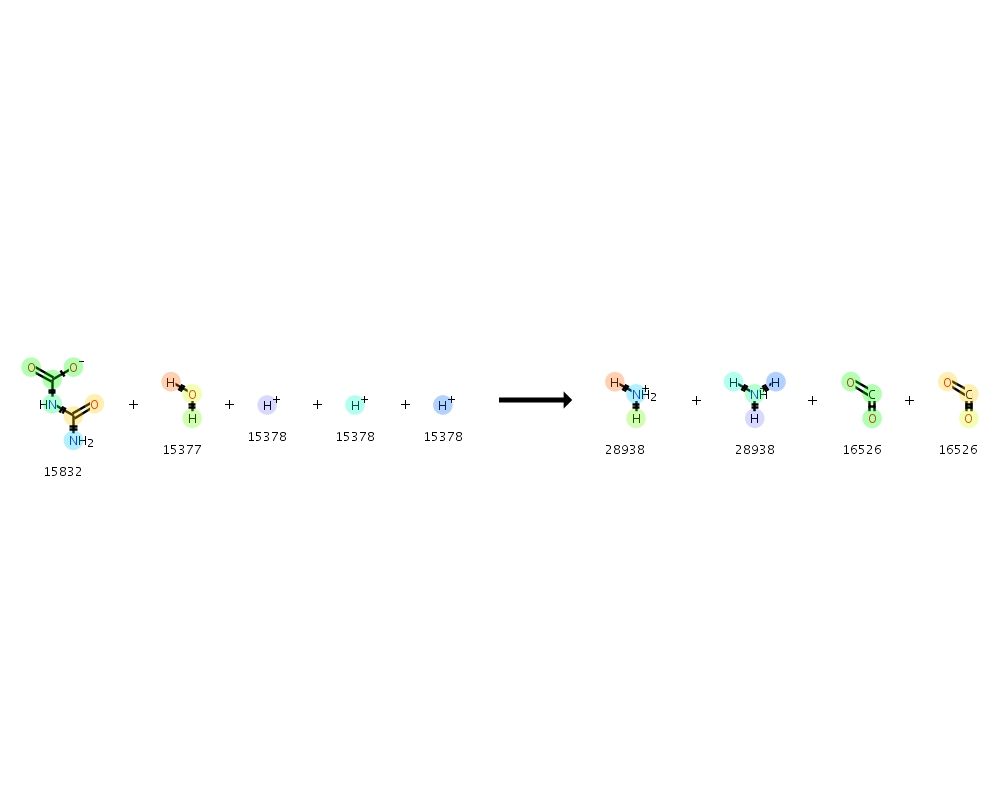 O O−
HN O
NH2
15832
+
H
O
H
15377
+
H+
15378
+
H+
15378
+
H+
15378
H
NH2+
H
28938
+
H H
NH+
H
28938
+
O
C
O
16526
+
O
C
O
16526